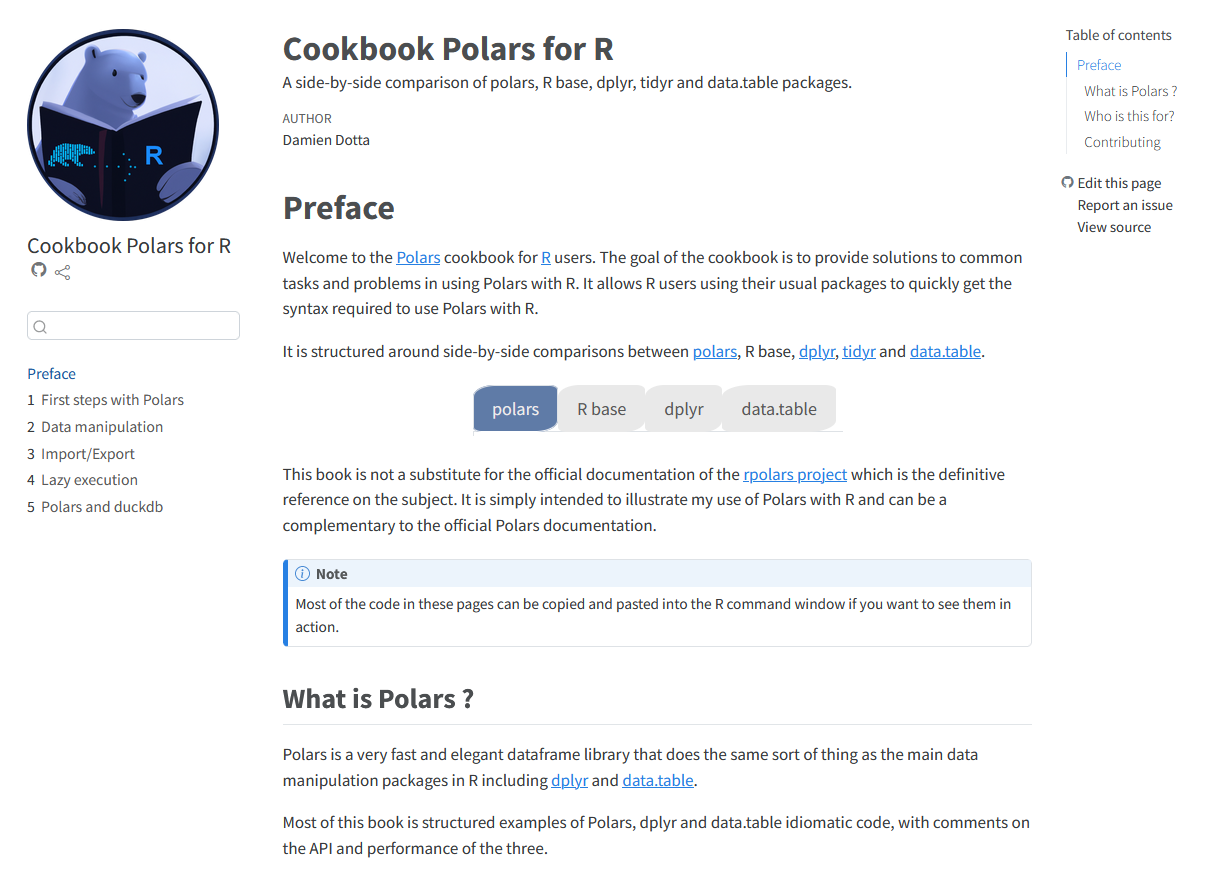 R
Cookbook Polars for R
Preface
1 First steps with Polars
2 Data manipulation
3 Import/Export
4 Lazy execution
5 Polars and duckdb
Cookbook Polars for R
A side-by-side comparison of polars, R base, dplyr, tidyr and data.table packages.
AUTHOR
Damien Dotta
Preface
Welcome to the Polars cookbook for R users. The goal of the cookbook is to provide solutions to common
tasks and problems in using Polars with R. It allows R users using their usual packages to quickly get the
syntax required to use Polars with R.
It is structured around side-by-side comparisons between polars, R base, dplyr, tidyr and data.table.
polars R base dplyr data.table
This book is not a substitute for the official documentation of the rpolars project which is the definitive
reference on the subject. It is simply intended to illustrate my use of Polars with R and can be a
complementary to the official Polars documentation.
Note
Most of the code in these pages can be copied and pasted into the R command window if you want to see them in
action.
What is Polars ?
Polars is a very fast and elegant dataframe library that does the same sort of thing as the main data
manipulation packages in R including dplyr and data.table.
Most of this book is structured examples of Polars, dplyr and data.table idiomatic code, with comments on
the API and performance of the three.
Table of contents
Preface
What is Polars ?
Who is this for?
Contributing
Edit this page
Report an issue
View source